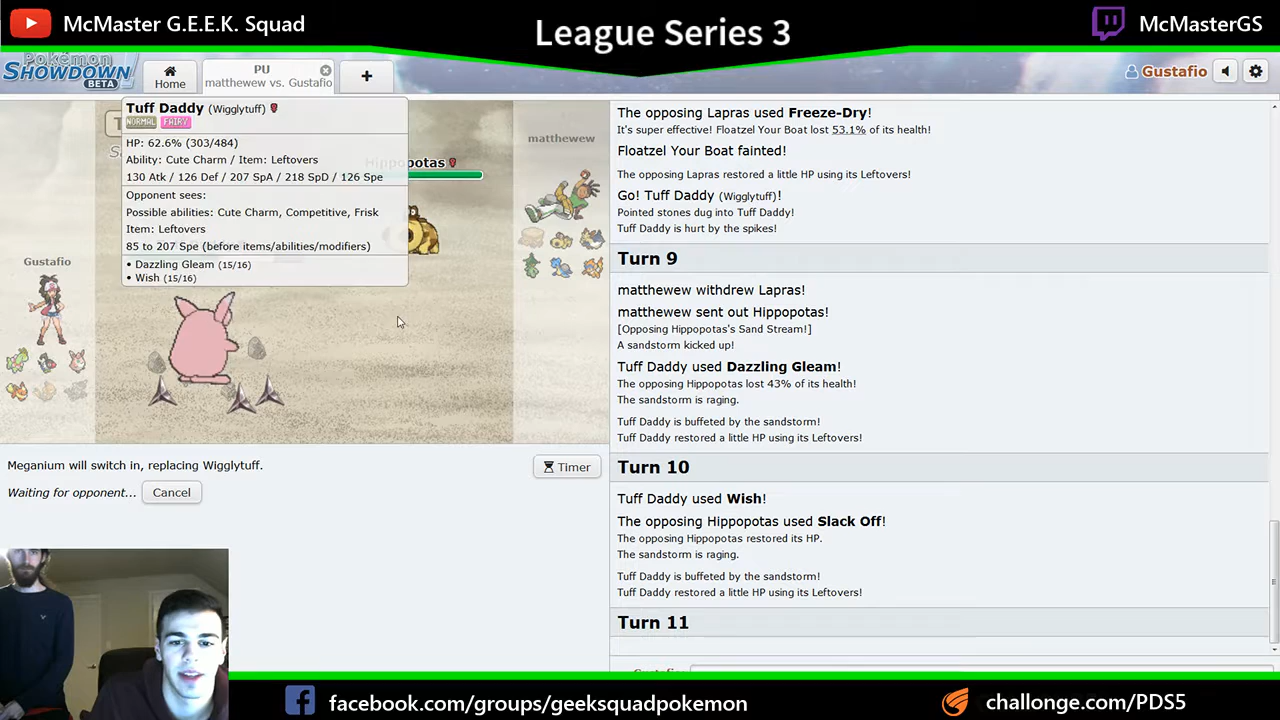 McMaster G.E.E.K. Squad
League Series 3
McMasterGS
Pokémon
SHOWDOWN
BETA
Home
PU
matthewew vs. Gustafio
+
Gustafio
Tuff Daddy (Wigglytuff)
NORMAL FAIRY
HP: 62.6% (303/484)
Ability: Cute Charm / Item: Leftovers
130 Atk / 126 Def / 207 SpA / 218 SpD / 126 Spe
Opponent sees:
Possible abilities: Cute Charm, Competitive, Frisk
Item: Leftovers
85 to 207 Spe (before items/abilities/modifiers)
• Dazzling Gleam (15/16)
• Wish (15/16)
matthewew
Gustafio
Meganium will switch in, replacing Wigglytuff.
Timer
Waiting for opponent...
Cancel
The opposing Lapras used Freeze-Dry!
It's super effective! Floatzel Your Boat lost 53.1% of its health!
Floatzel Your Boat fainted!
The opposing Lapras restored a little HP using its Leftovers!
Go! Tuff Daddy (Wigglytuff)!
Pointed stones dug into Tuff Daddy!
Tuff Daddy is hurt by the spikes!
Turn 9
matthewew withdrew Lapras!
matthewew sent out Hippopotas!
[Opposing Hippopotas's Sand Stream!]
A sandstorm kicked up!
Tuff Daddy used Dazzling Gleam!
The opposing Hippopotas lost 43% of its health!
The sandstorm is raging.
Tuff Daddy is buffeted by the sandstorm!
Tuff Daddy restored a little HP using its Leftovers!
Turn 10
Tuff Daddy used Wish!
The opposing Hippopotas used Slack Off!
The opposing Hippopotas restored its HP.
The sandstorm is raging.
Tuff Daddy is buffeted by the sandstorm!
Tuff Daddy restored a little HP using its Leftovers!
Turn 11
facebook.com/groups/geeksquadpokemon
challonge.com/PDS5